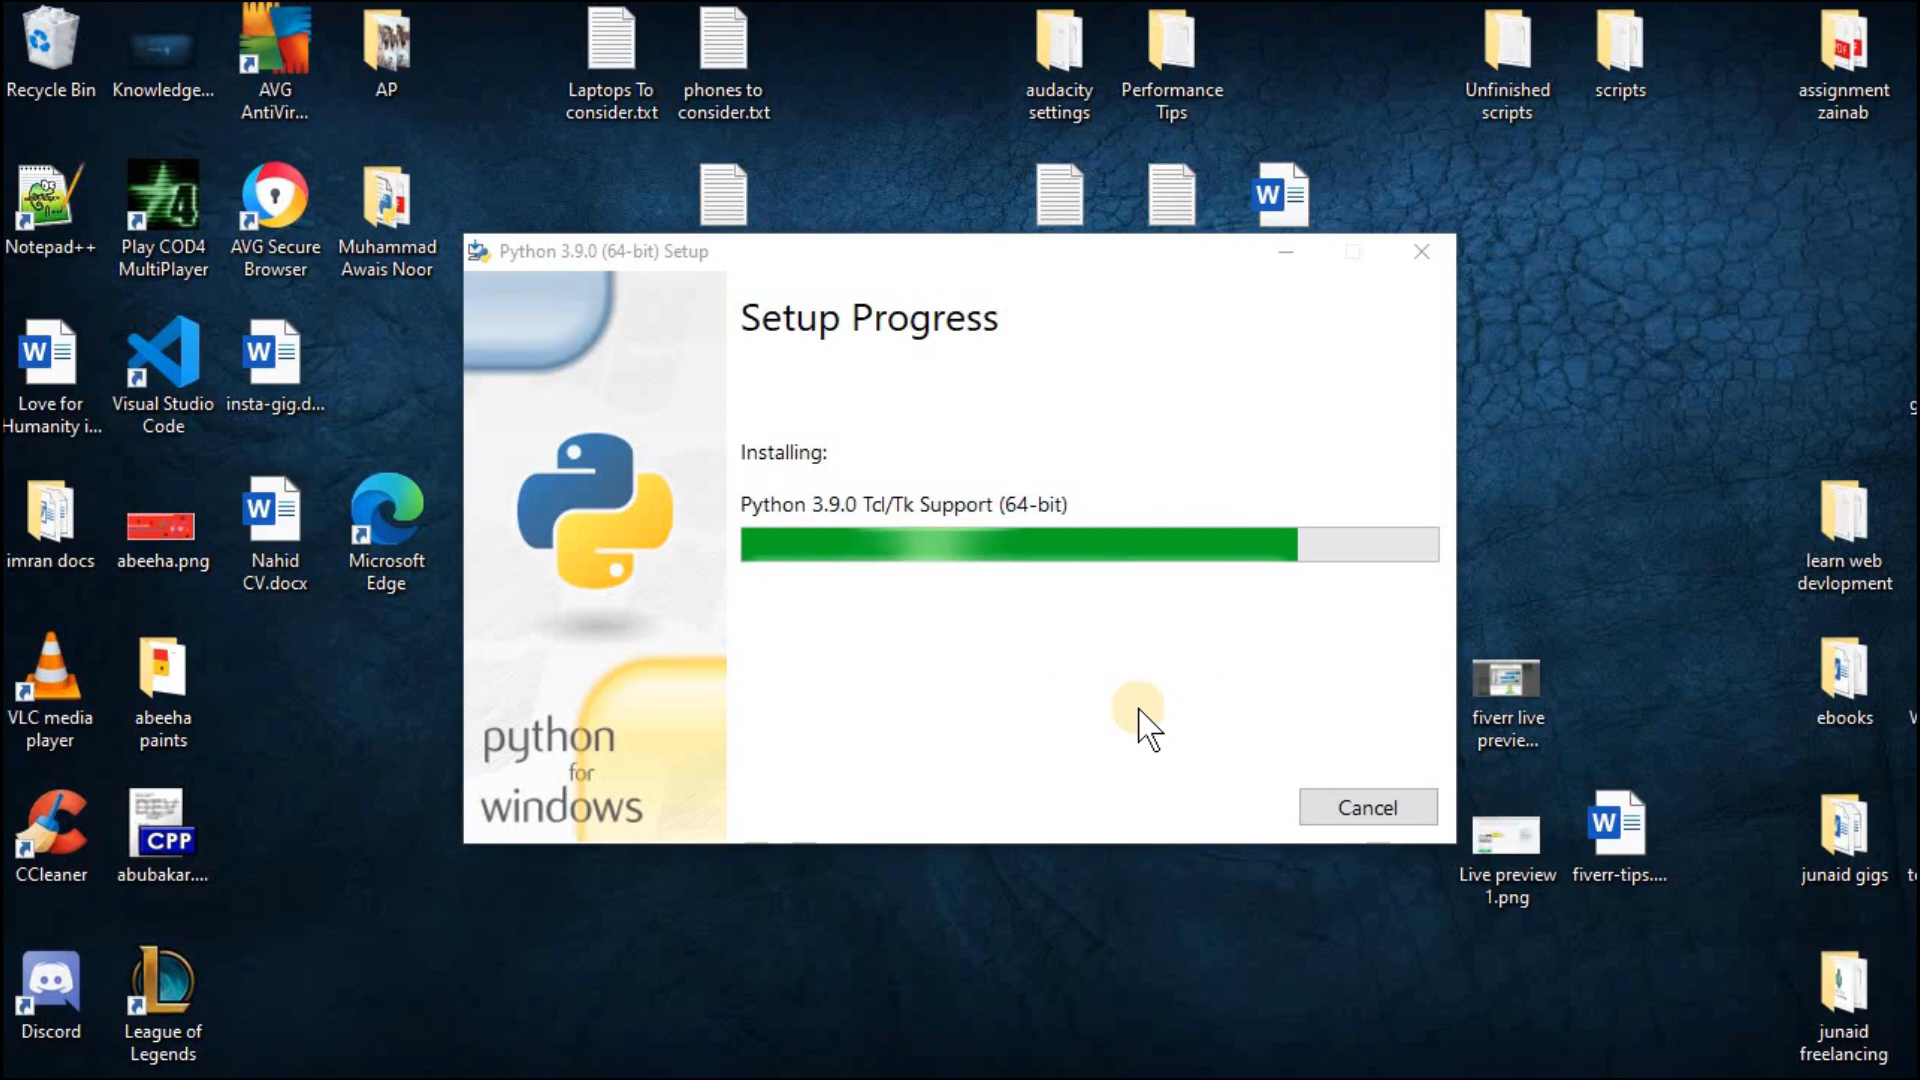 Recycle Bin
Knowledge...
AVG
AntiVir...
AP
Laptops To
consider.txt
phones to
consider.txt
audacity
settings
Performance
Tips
Unfinished
scripts
scripts
assignment
zainab
Notepad++
Play COD4
MultiPlayer
AVG Secure
Browser
Muhammad
Awais Noor
Python 3.9.0 (64-bit) Setup
Setup Progress
Installing:
Python 3.9.0 Tcl/Tk Support (64-bit)
python
for
windows
Cancel
Love for
Humanity i...
Visual Studio
Code
insta-gig.d...
imran docs
abeeha.png
Nahid
CV.docx
Microsoft
Edge
learn web
devlopment
VLC media
player
abeeha
paints
fiverr live
previe...
ebooks
CCleaner
DEV
CPP
abubakar....
Live preview
1.png
fiverr-tips....
junaid gigs
Discord
League of
Legends
junaid
freelancing